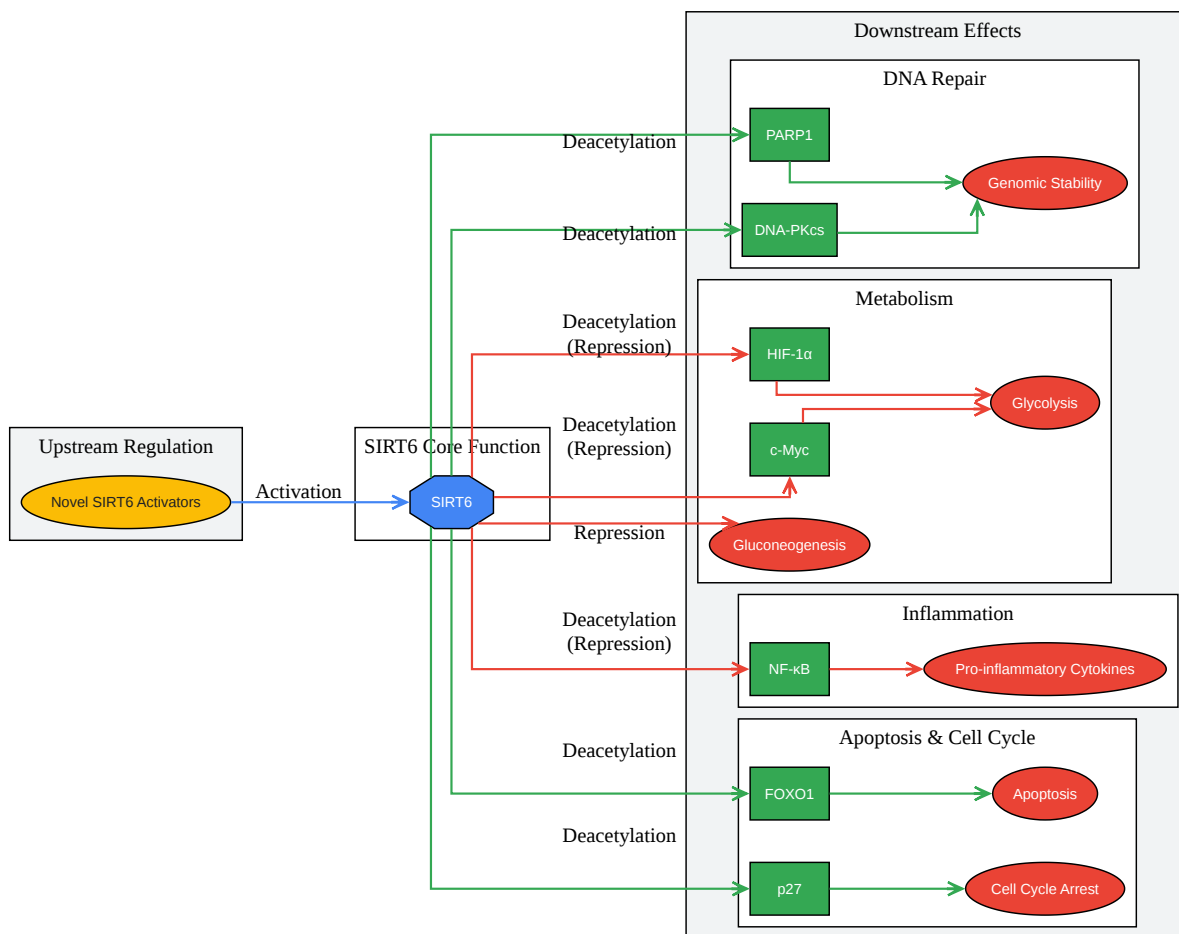 Downstream Effects
DNA Repair
PARP1
Deacetylation
Genomic Stability
DNA-PKcs
Deacetylation
Metabolism
Deacetylation
(Repression)
HIF-1α
Glycolysis
Deacetylation
(Repression)
c-Myc
Upstream Regulation
SIRT6 Core Function
Novel SIRT6 Activators
Activation
SIRT6
Repression
Gluconeogenesis
Inflammation
Deacetylation
(Repression)
NF-κB
Pro-inflammatory Cytokines
Apoptosis & Cell Cycle
Deacetylation
FOXO1
Apoptosis
Deacetylation
p27
Cell Cycle Arrest